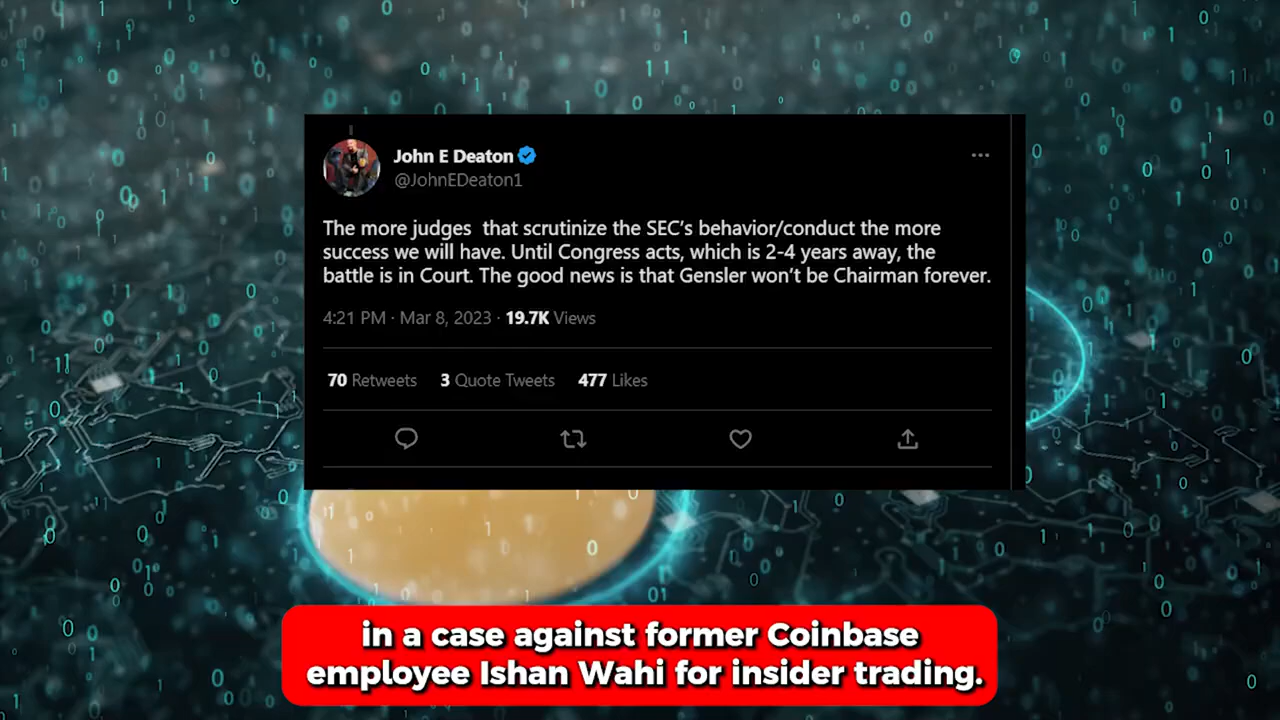 John E Deaton
@JohnEDeaton1
The more judges  that scrutinize the SEC’s behavior/conduct the more
success we will have. Until Congress acts, which is 2-4 years away, the
battle is in Court. The good news is that Gensler won’t be Chairman forever.
4:21 PM · Mar 8, 2023 · 19.7K Views
70 Retweets 3 Quote Tweets 477 Likes
in a case against former Coinbase
employee Ishan Wahi for insider trading.